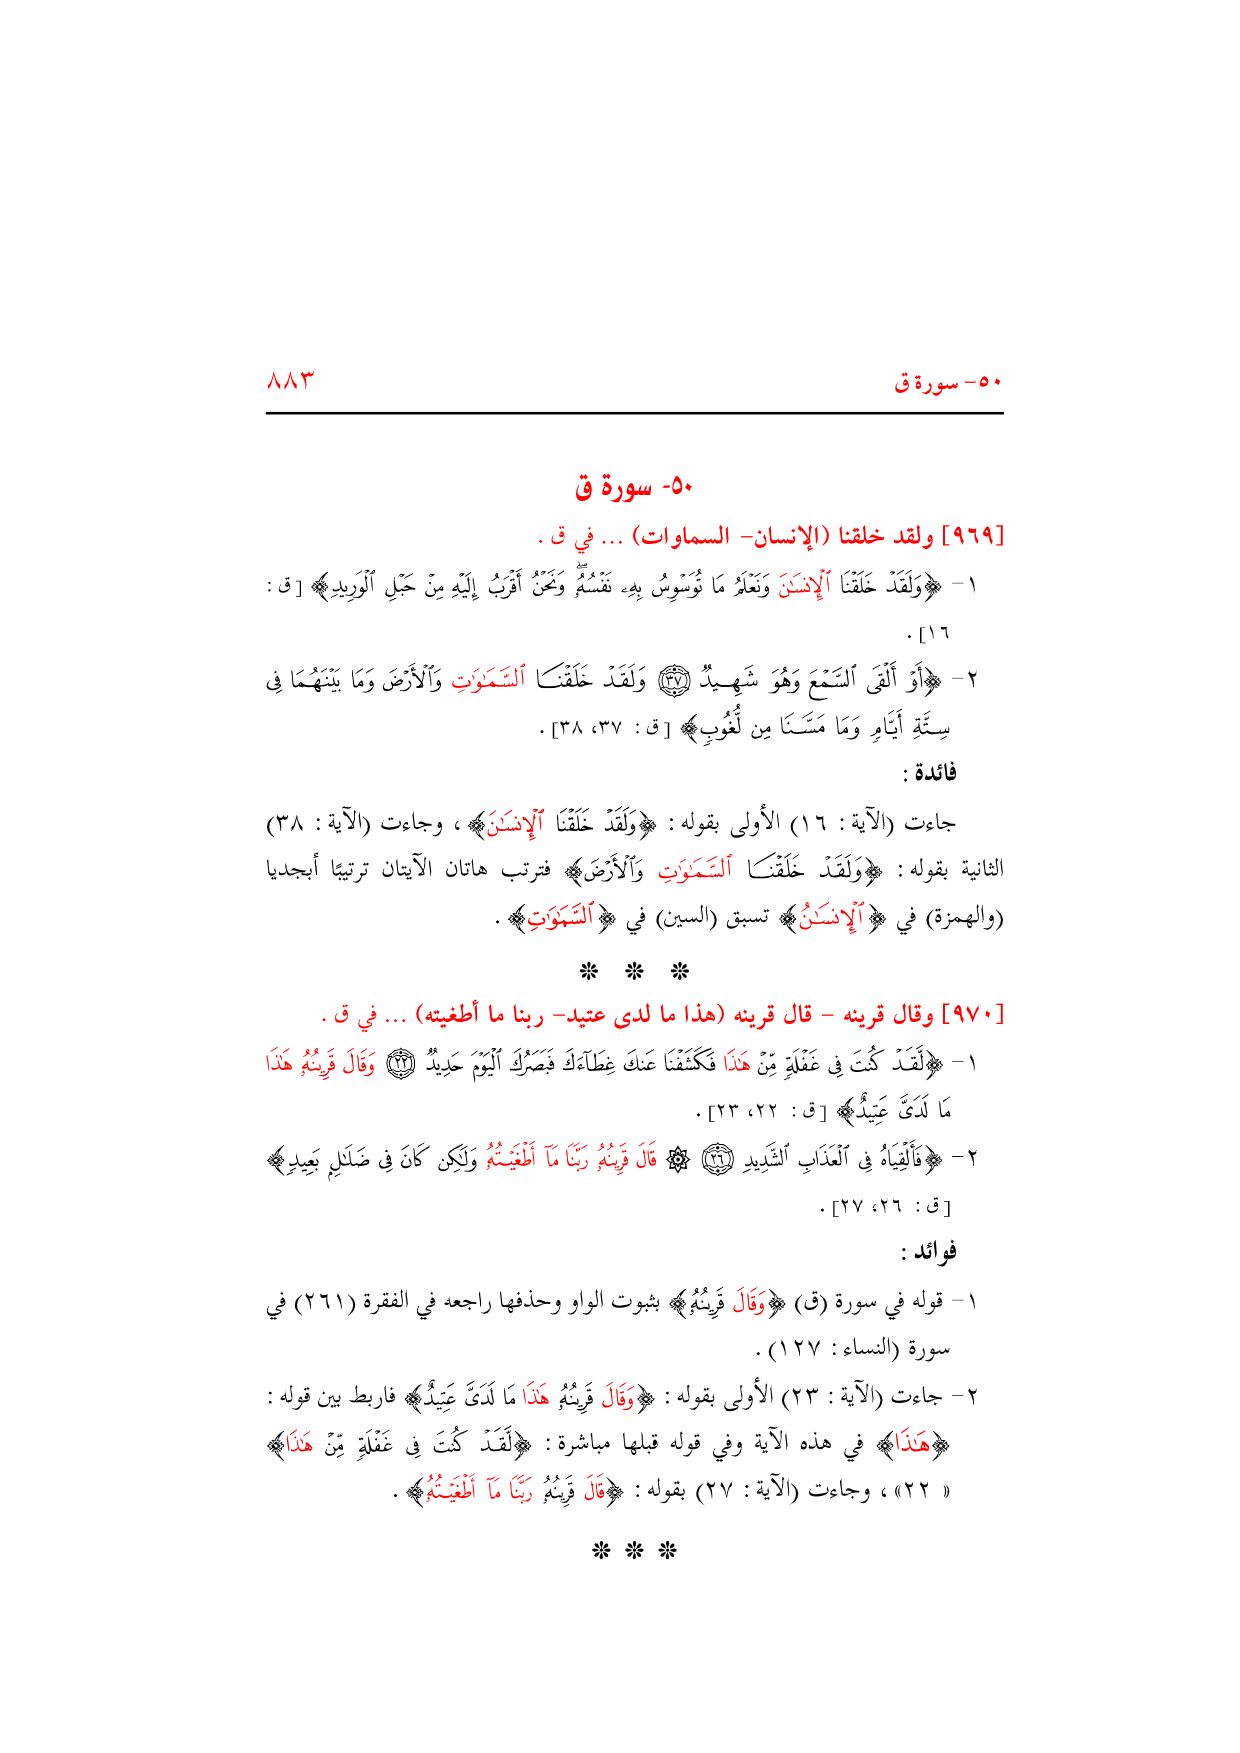 ٥٠- سورة ق ٨٨٣
٥٠- سورة ق
[٩٦٩] ولقد خلقنا (الإنسان- السماوات) ... في ق .
١- ﴿وَلَقَدۡ خَلَقۡنَا ٱلۡإِنسَٰنَ وَنَعۡلَمُ مَا تُوَسۡوِسُ بِهِۦ نَفۡسُهُۥۖ وَنَحۡنُ أَقۡرَبُ إِلَيۡهِ مِنۡ حَبۡلِ ٱلۡوَرِيدِ﴾ [ق :
١٦] .
٢- ﴿أَوۡ أَلۡقَى ٱلسَّمۡعَ وَهُوَ شَهِيدٞ ٣٧ وَلَقَدۡ خَلَقۡنَا ٱلسَّمَٰوَٰتِ وَٱلۡأَرۡضَ وَمَا بَيۡنَهُمَا فِي
سِتَّةِ أَيَّامٖ وَمَا مَسَّنَا مِن لُّغُوبٖ﴾ [ق : ٣٧، ٣٨] .
فائدة :
جاءت (الآية : ١٦) الأولى بقوله : ﴿وَلَقَدۡ خَلَقۡنَا ٱلۡإِنسَٰنَ﴾ ، وجاءت (الآية : ٣٨)
الثانية بقوله : ﴿وَلَقَدۡ خَلَقۡنَا ٱلسَّمَٰوَٰتِ وَٱلۡأَرۡضَ﴾ فترتب هاتان الآيتان ترتيبًا أبجديا
(والهمزة) في ﴿ٱلۡإِنسَٰنُ﴾ تسبق (السين) في ﴿ٱلسَّمَٰوَٰتِ﴾ .
❊ ❊ ❊
[٩٧٠] وقال قرينه - قال قرينه (هذا ما لدى عتيد- ربنا ما أطغيته) ... في ق .
١- ﴿لَّقَدۡ كُنتَ فِي غَفۡلَةٖ مِّنۡ هَٰذَا فَكَشَفۡنَا عَنكَ غِطَآءَكَ فَبَصَرُكَ ٱلۡيَوۡمَ حَدِيدٞ ٢٢ وَقَالَ قَرِينُهُۥ هَٰذَا
مَا لَدَيَّ عَتِيدٌ﴾ [ق : ٢٢، ٢٣] .
٢- ﴿فَأَلۡقِيَاهُ فِي ٱلۡعَذَابِ ٱلشَّدِيدِ ٢٦ ۞ قَالَ قَرِينُهُۥ رَبَّنَا مَآ أَطۡغَيۡتُهُۥ وَلَٰكِن كَانَ فِي ضَلَٰلِۭ بَعِيدٖ﴾
[ق : ٢٦، ٢٧] .
فوائد :
١- قوله في سورة (ق) ﴿وَقَالَ قَرِينُهُۥ﴾ بثبوت الواو وحذفها راجعه في الفقرة (٢٦١) في
سورة (النساء : ١٢٧) .
٢- جاءت (الآية : ٢٣) الأولى بقوله : ﴿وَقَالَ قَرِينُهُۥ هَٰذَا مَا لَدَيَّ عَتِيدٌ﴾ فاربط بين قوله :
﴿هَٰذَا﴾ في هذه الآية وفي قوله قبلها مباشرة : ﴿لَّقَدۡ كُنتَ فِي غَفۡلَةٖ مِّنۡ هَٰذَا﴾
« ٢٢» ، وجاءت (الآية : ٢٧) بقوله : ﴿قَالَ قَرِينُهُۥ رَبَّنَا مَآ أَطۡغَيۡتُهُۥ﴾ .
❊ ❊ ❊